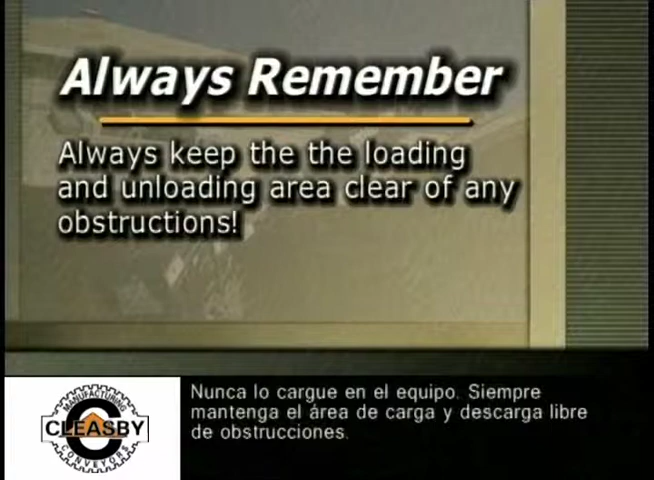 Always Remember
Always keep the the loading
and unloading area clear of any
obstructions!
MANUFACTURING
CLEASBY
CONVEYORS
Nunca lo cargue en el equipo. Siempre
mantenga el área de carga y descarga libre
de obstrucciones.